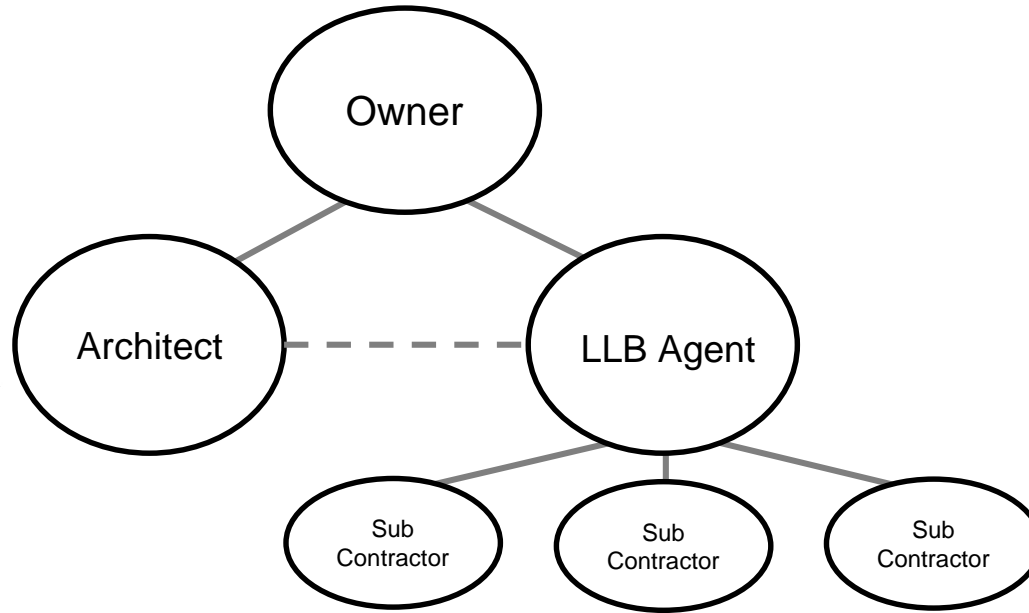 Owner
Architect
LLB Agent
Sub
Contractor
Sub
Contractor
Sub
Contractor